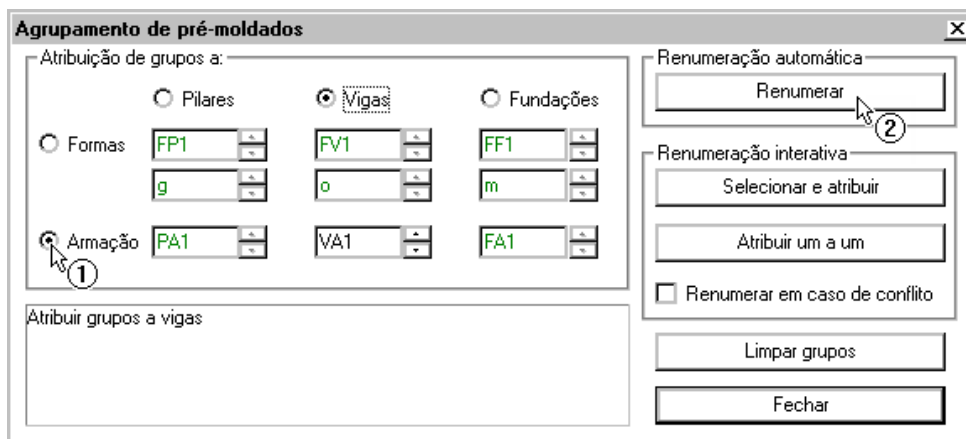 Agrupamento de pré-moldados
Atribuição de grupos a:
Pilares Vigas Fundações
Formas FP1 FV1 FF1
g o m
Armação PA1 VA1 FA1
1
Atribuir grupos a vigas
Renumeração automática
Renumerar
2
Renumeração interativa
Selecionar e atribuir
Atribuir um a um
Renumerar em caso de conflito
Limpar grupos
Fechar